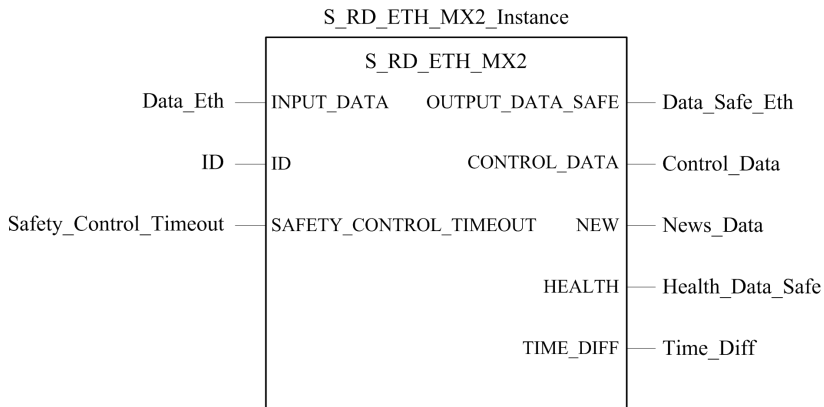 S_RD_ETH_MX2_Instance
S_RD_ETH_MX2
Data_Eth INPUT_DATA OUTPUT_DATA_SAFE Data_Safe_Eth
ID ID CONTROL_DATA Control_Data
Safety_Control_Timeout SAFETY_CONTROL_TIMEOUT NEW News_Data
HEALTH Health_Data_Safe
TIME_DIFF Time_Diff